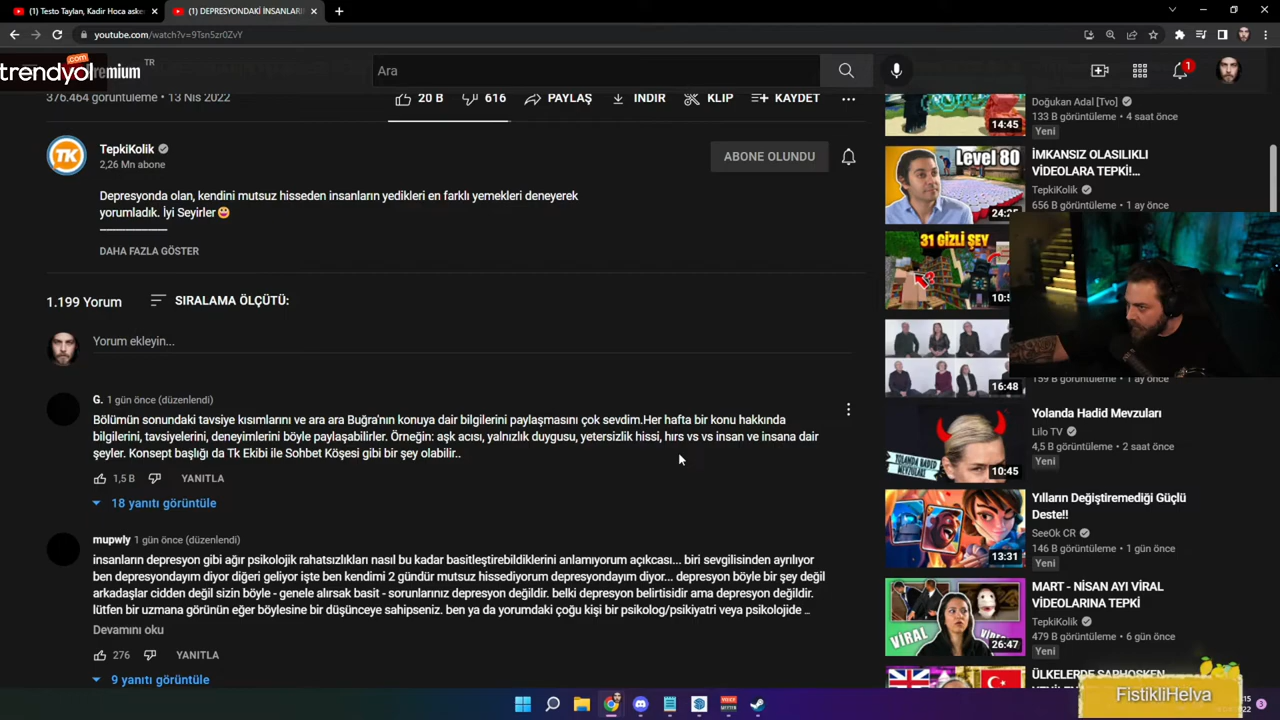 (1) Testo Taylan, Kadir Hoca asker
(1) DEPRESYONDAKİ İNSANLARIN
youtube.com/watch?v=9Tsn5zr0ZvY
trendyol
.com
Premium
TR
Ara
1
376.464 görüntüleme • 13 Nis 2022
20 B
616
PAYLAŞ
İNDİR
KLİP
KAYDET
TK
TepkiKolik
2,26 Mn abone
ABONE OLUNDU
Depresyonda olan, kendini mutsuz hisseden insanların yedikleri en farklı yemekleri deneyerek
yorumladık. İyi Seyirler😃
DAHA FAZLA GÖSTER
1.199 Yorum
SIRALAMA ÖLÇÜTÜ:
Yorum ekleyin...
G. 1 gün önce (düzenlendi)
Bölümün sonundaki tavsiye kısımlarını ve ara ara Buğra'nın konuya dair bilgilerini paylaşmasını çok sevdim.Her hafta bir konu hakkında
bilgilerini, tavsiyelerini, deneyimlerini böyle paylaşabilirler. Örneğin: aşk acısı, yalnızlık duygusu, yetersizlik hissi, hırs vs vs insan ve insana dair
şeyler. Konsept başlığı da Tk Ekibi ile Sohbet Köşesi gibi bir şey olabilir..
1,5 B
YANITLA
18 yanıtı görüntüle
mupwly 1 gün önce (düzenlendi)
insanların depresyon gibi ağır psikolojik rahatsızlıkları nasıl bu kadar basitleştirebildiklerini anlamıyorum açıkcası... biri sevgilisinden ayrılıyor
ben depresyondayım diyor diğeri geliyor işte ben kendimi 2 gündür mutsuz hissediyorum depresyondayım diyor... depresyon böyle bir şey değil
arkadaşlar cidden değil sizin böyle - genele alırsak basit - sorunlarınız depresyon değildir. belki depresyon belirtisidir ama depresyon değildir.
lütfen bir uzmana görünün eğer böylesine bir düşünceye sahipseniz. ben ya da yorumdaki çoğu kişi bir psikolog/psikiyatri veya psikolojide ..
Devamını oku
276
YANITLA
9 yanıtı görüntüle
14:45
Doğukan Adal [Tvo]
133 B görüntüleme • 4 saat önce
Yeni
Level 80
24:25
İMKANSIZ OLASILIKLI
VİDEOLARA TEPKİ!...
TepkiKolik
656 B görüntüleme • 1 ay önce
31 GİZLİ ŞEY
16:48
YOLANDA HADID
MEVZULARI
10:45
Yolanda Hadid Mevzuları
Lilo TV
24 B görüntüleme • 2 saat önce
Yeni
13:31
Yılların Değiştiremediği Güçlü
Deste!!
SeeOk CR
146 B görüntüleme • 1 gün önce
Yeni
VİRAL
26:47
MART - NİSAN AYI VİRAL
VİDEOLARINA TEPKİ
TepkiKolik
479 B görüntüleme • 6 gün önce
Yeni
FistikliHelva
3